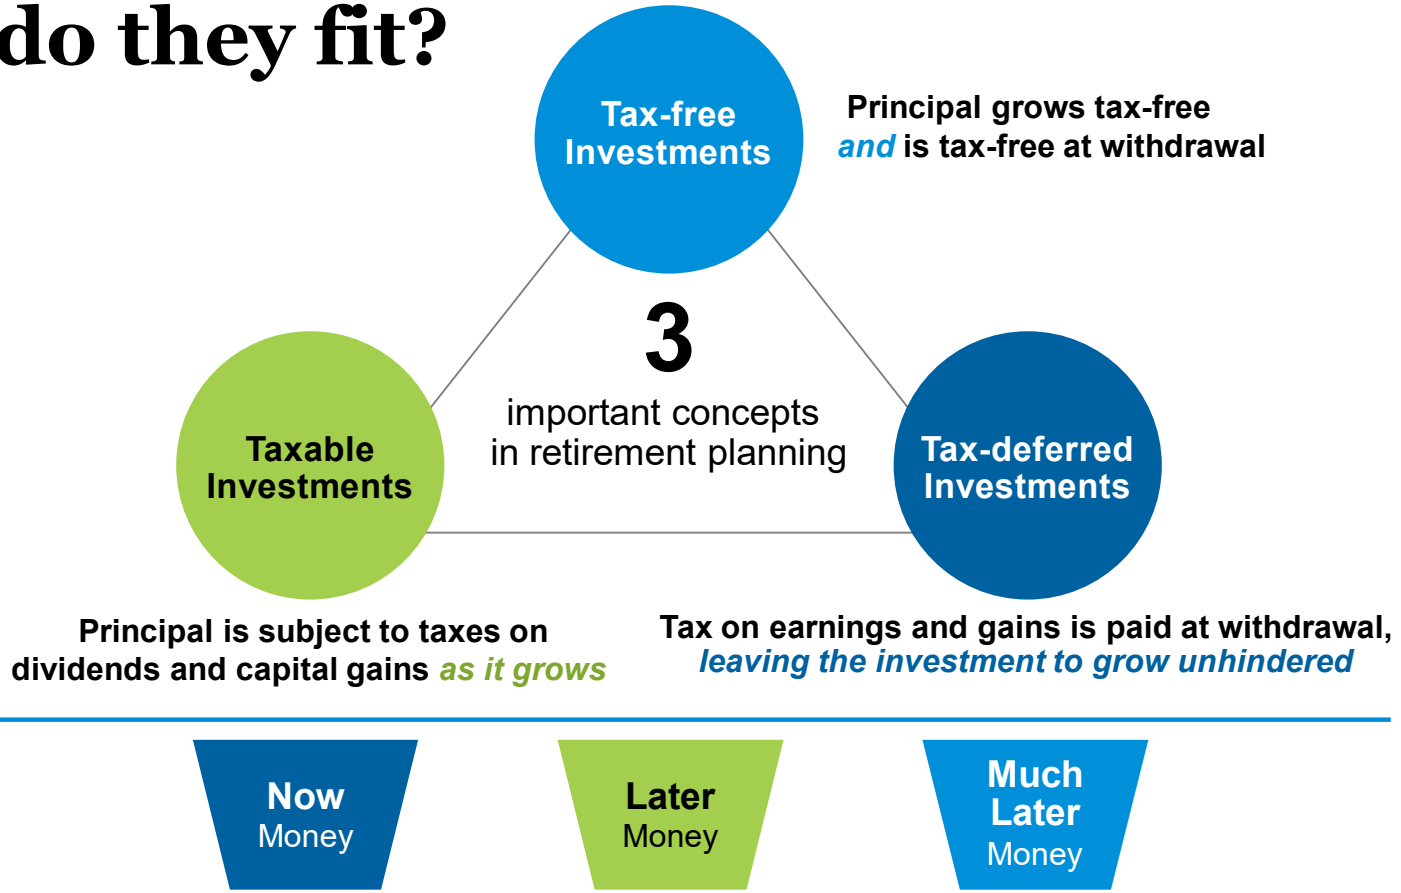 do they fit?
Tax-free
Investments
Principal grows tax-free
and is tax-free at withdrawal
3
important concepts
in retirement planning
Taxable
Investments
Tax-deferred
Investments
Principal is subject to taxes on
dividends and capital gains as it grows
Tax on earnings and gains is paid at withdrawal,
leaving the investment to grow unhindered
Now
Money
Later
Money
Much
Later
Money